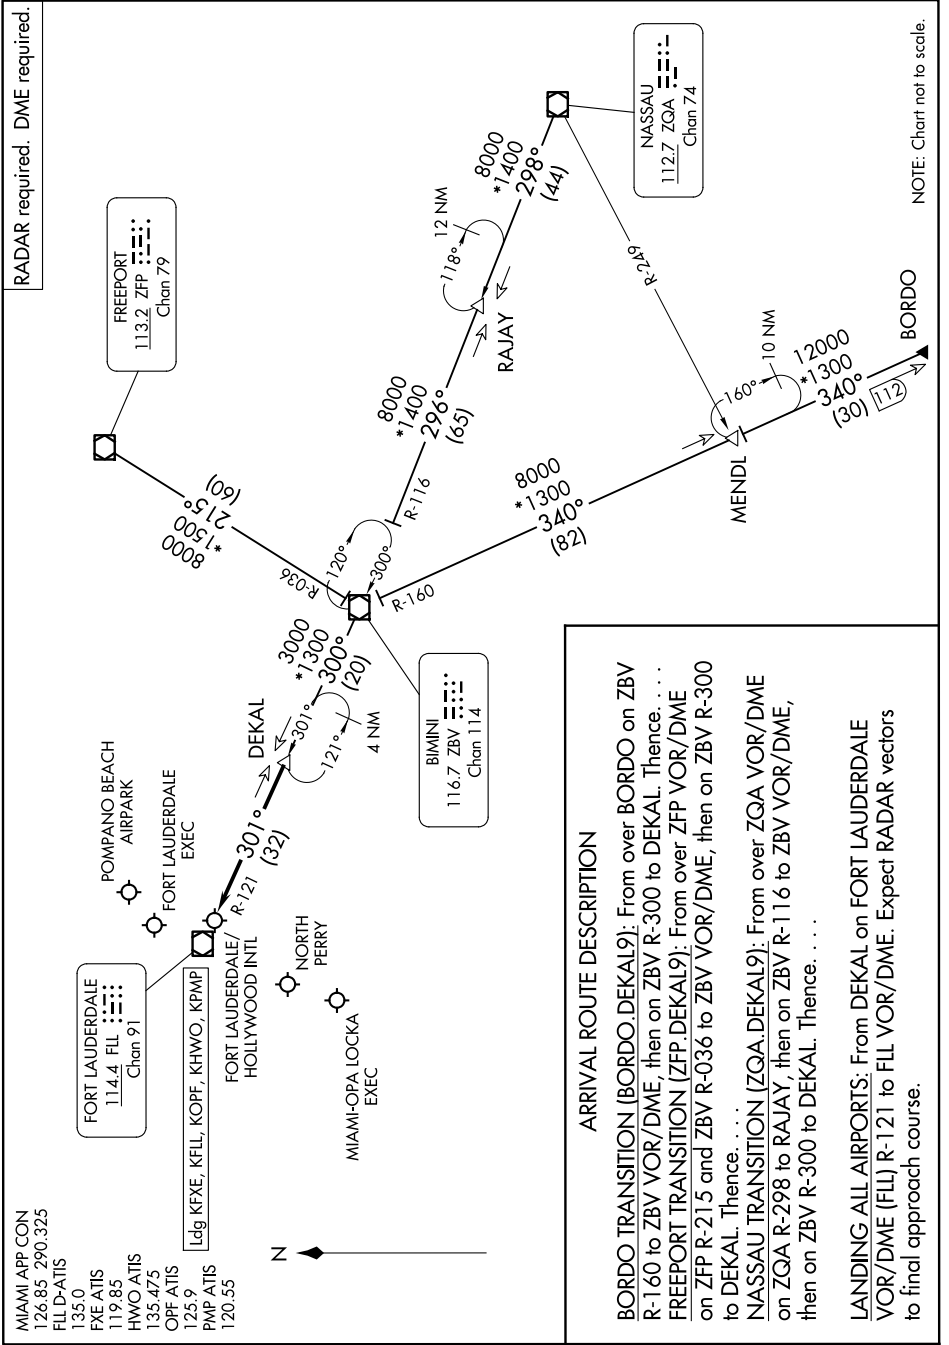 RADAR required. DME required.
MIAMI APP CON
126.85 290.325
FLL D-ATIS
135.0
FXE ATIS
119.85
HWO ATIS
135.475
OPF ATIS
125.9
PMP ATIS
120.55
Ldg KFXE, KFLL, KOPF, KHWO, KPMP
FORT LAUDERDALE
114.4 FLL
Chan 91
POMPANO BEACH
AIRPARK
FORT LAUDERDALE
EXEC
FORT LAUDERDALE/
HOLLYWOOD INTL
NORTH
PERRY
MIAMI-OPA LOCKA
EXEC
N
R-121
301°
(32)
DEKAL
301°
121°
4 NM
3000
*1300
300°
(20)
BIMINI
116.7 ZBV
Chan 114
FREEPORT
113.2 ZFP
Chan 79
8000
*1500
215°
(60)
R-036
120°
300°
R-116
R-160
8000
*1400
296°
(65)
RAJAY
118°
12 NM
8000
*1400
298°
(44)
NASSAU
112.7 ZQA
Chan 74
R-249
8000
*1300
340°
(82)
MENDL
160°
10 NM
12000
*1300
340°
(30)
112
BORDO
NOTE: Chart not to scale.
ARRIVAL ROUTE DESCRIPTION
BORDO TRANSITION (BORDO.DEKAL9): From over BORDO on ZBV
R-160 to ZBV VOR/DME, then on ZBV R-300 to DEKAL. Thence. . . .
FREEPORT TRANSITION (ZFP.DEKAL9): From over ZFP VOR/DME
on ZFP R-215 and ZBV R-036 to ZBV VOR/DME, then on ZBV R-300
to DEKAL. Thence. . . .
NASSAU TRANSITION (ZQA.DEKAL9): From over ZQA VOR/DME
on ZQA R-298 to RAJAY, then on ZBV R-116 to ZBV VOR/DME,
then on ZBV R-300 to DEKAL. Thence. . . .
LANDING ALL AIRPORTS: From DEKAL on FORT LAUDERDALE
VOR/DME (FLL) R-121 to FLL VOR/DME. Expect RADAR vectors
to final approach course.